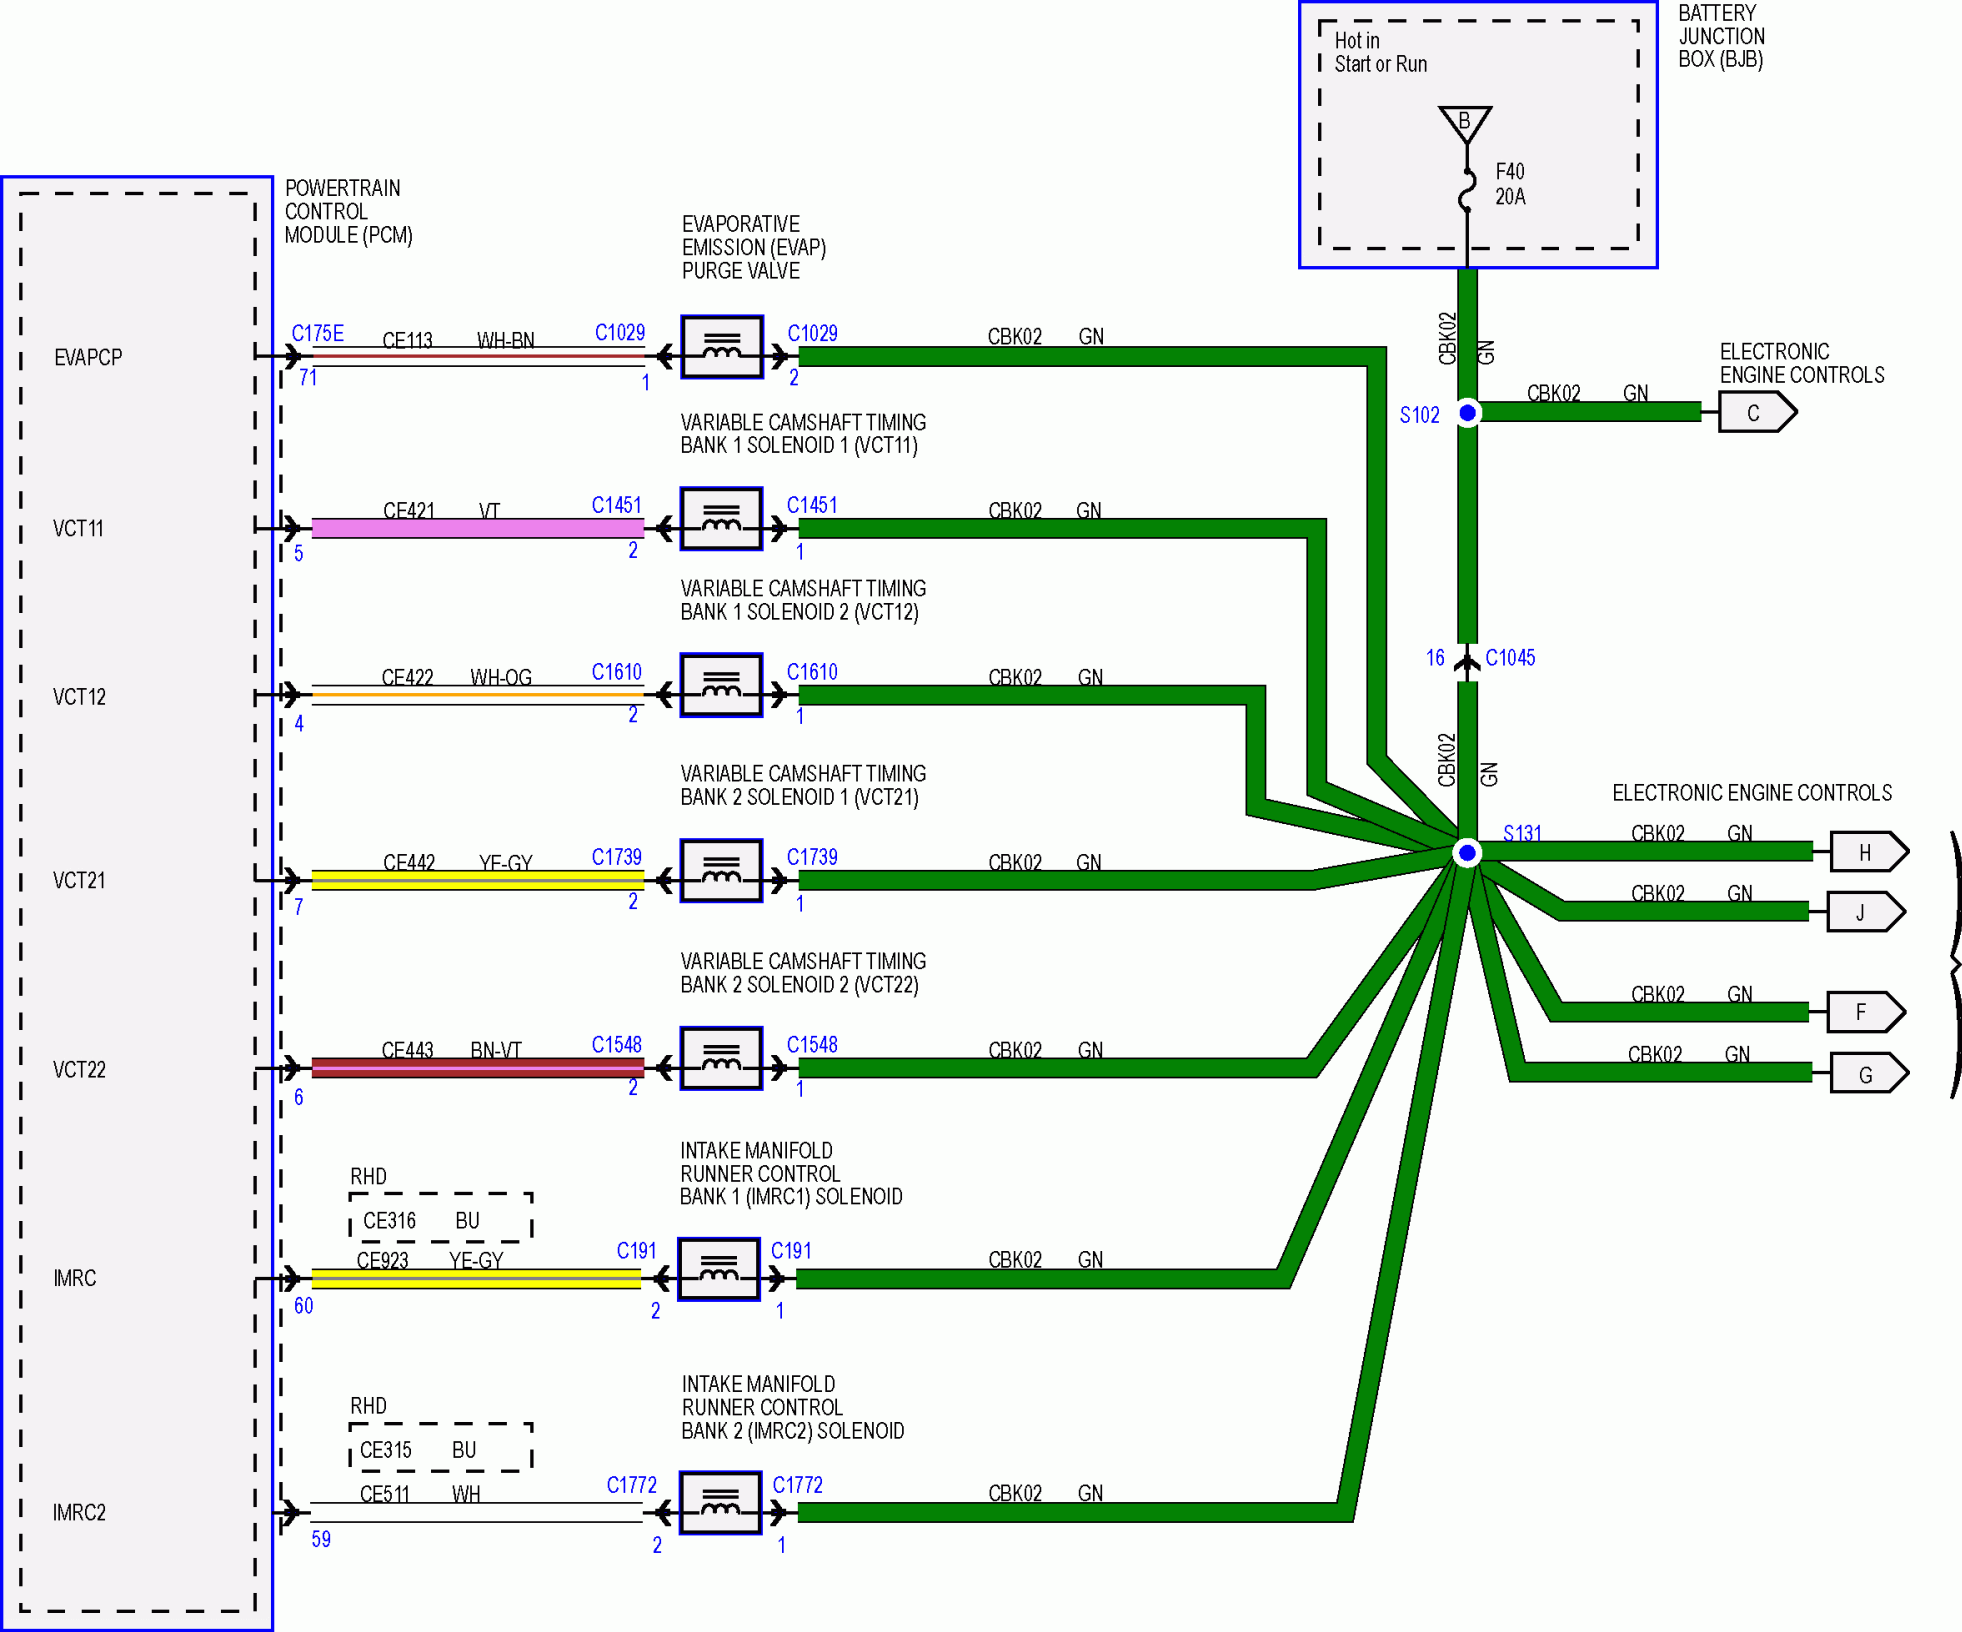 BATTERY
JUNCTION
BOX (BJB)
Hot in
Start or Run
B
F40
20A
POWERTRAIN
CONTROL
MODULE (PCM)
EVAPORATIVE
EMISSION (EVAP)
PURGE VALVE
EVAPCP
C175E
71
CE113 WH-BN
C1029
1
C1029
2
CBK02 GN
CBK02
GN
ELECTRONIC
ENGINE CONTROLS
S102
CBK02 GN
C
VARIABLE CAMSHAFT TIMING
BANK 1 SOLENOID 1 (VCT11)
VCT11
5
CE421 VT
C1451
2
C1451
1
CBK02 GN
VARIABLE CAMSHAFT TIMING
BANK 1 SOLENOID 2 (VCT12)
VCT12
4
CE422 WH-OG
C1610
2
C1610
1
CBK02 GN
16 C1045
CBK02
GN
VARIABLE CAMSHAFT TIMING
BANK 2 SOLENOID 1 (VCT21)
VCT21
7
CE442 YE-GY
C1739
2
C1739
1
CBK02 GN
ELECTRONIC ENGINE CONTROLS
S131
CBK02 GN
H
CBK02 GN
J
CBK02 GN
F
CBK02 GN
G
VARIABLE CAMSHAFT TIMING
BANK 2 SOLENOID 2 (VCT22)
VCT22
6
CE443 BN-VT
C1548
2
C1548
1
CBK02 GN
INTAKE MANIFOLD
RUNNER CONTROL
BANK 1 (IMRC1) SOLENOID
RHD
CE316 BU
IMRC
60
CE923 YE-GY
C191
2
C191
1
CBK02 GN
INTAKE MANIFOLD
RUNNER CONTROL
BANK 2 (IMRC2) SOLENOID
RHD
CE315 BU
IMRC2
59
CE511 WH
C1772
2
C1772
1
CBK02 GN